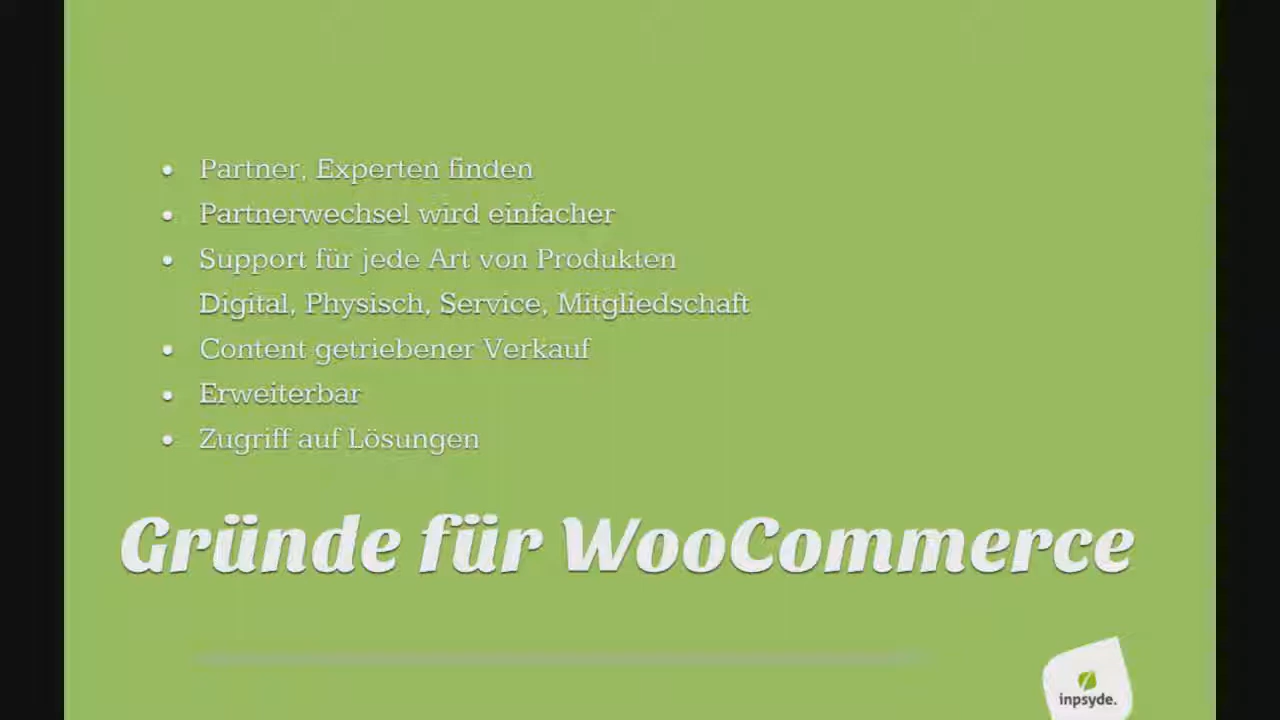 Partner, Experten finden
Partnerwechsel wird einfacher
Support für jede Art von Produkten
Digital, Physisch, Service, Mitgliedschaft
Content getriebener Verkauf
Erweiterbar
Zugriff auf Lösungen
Gründe für WooCommerce
inpsyde.